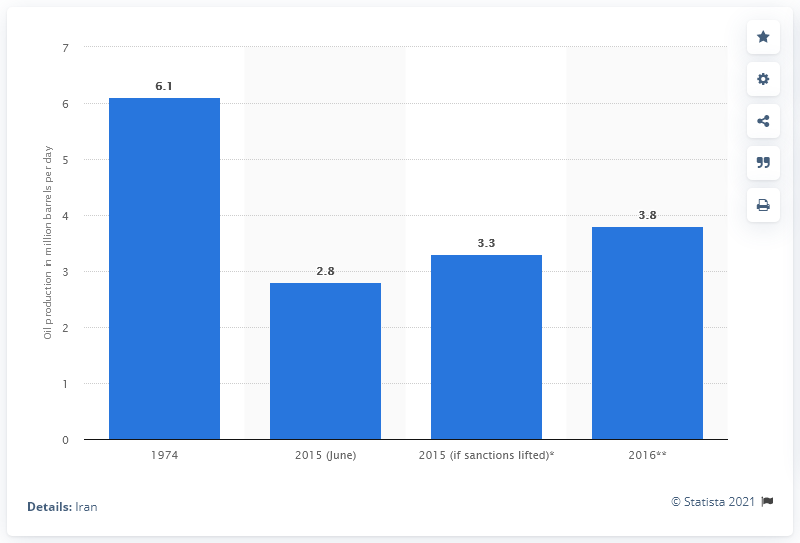 7
6
5
4
3
2
1
0
Oil production in million barrels per day
6.1
2.8
3.3
3.8
1974
2015 (June)
2015 (if sanctions lifted)*
2016**
Details: Iran
© Statista 2021